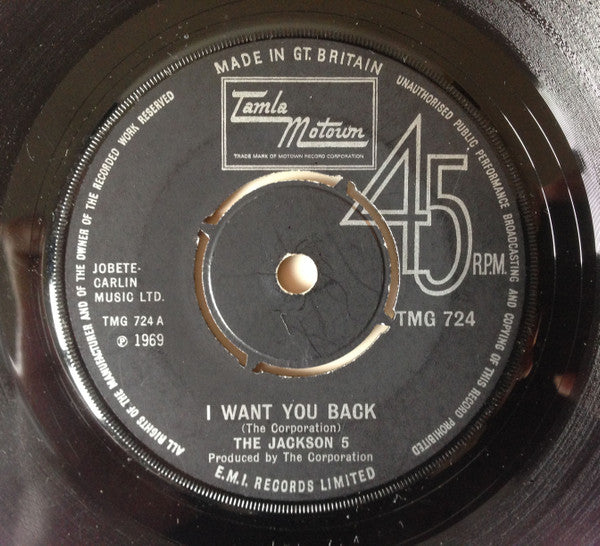 MADE IN GT. BRITAIN
UNAUTHORISED PUBLIC PERFORMANCE BROADCASTING AND COPYING OF THIS RECORD PROHIBITED
ALL RIGHTS OF THE MANUFACTURER AND OF THE OWNER OF THE RECORDED WORK RESERVED
Tamla
Motown
TRADE MARK OF MOTOWN RECORD CORPORATION
45
R.P.M.
JOBETE-
CARLIN
MUSIC LTD.
TMG 724 A
℗ 1969
TMG 724
I WANT YOU BACK
(The Corporation)
THE JACKSON 5
Produced by The Corporation
E.M.I. RECORDS LIMITED